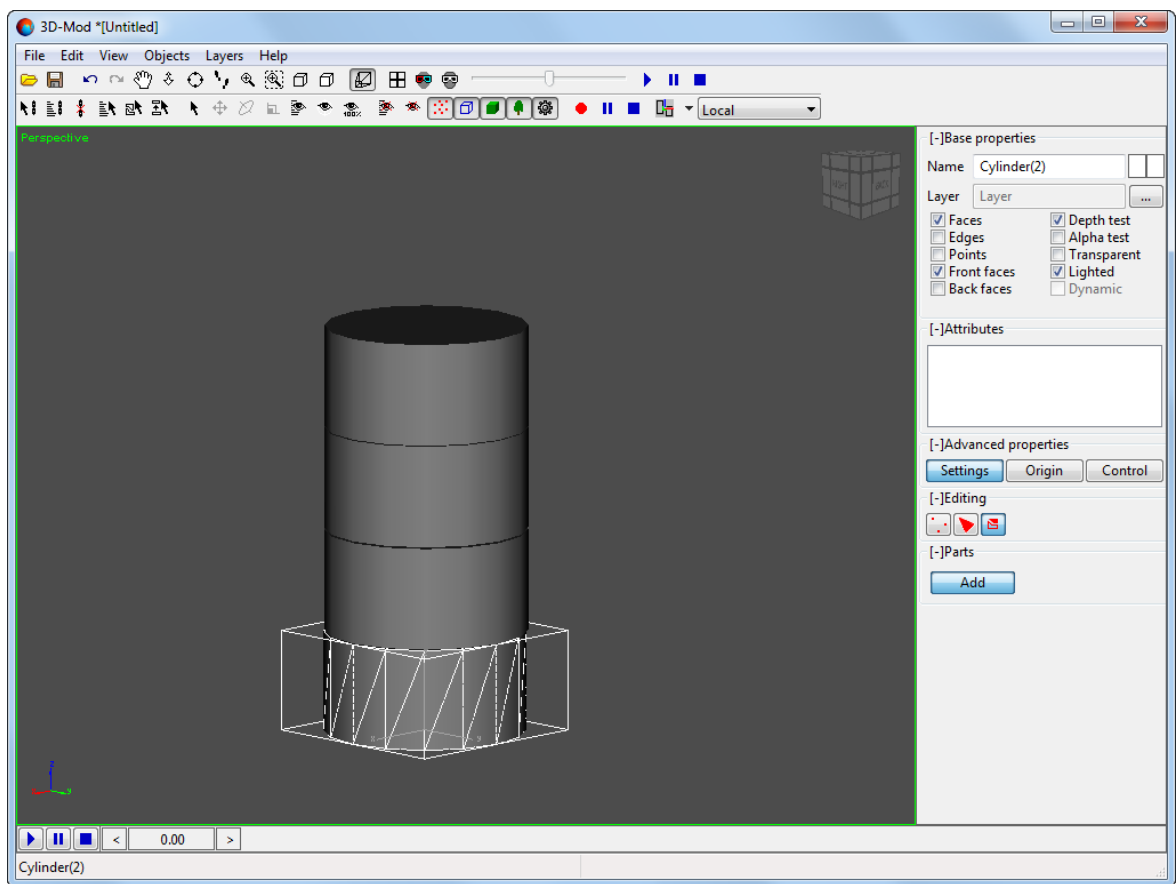 3D-Mod *[Untitled]
File Edit View Objects Layers Help
100%
Local
Perspective
[-]Base properties
Name Cylinder(2)
Layer Layer ...
Faces Depth test
Edges Alpha test
Points Transparent
Front faces Lighted
Back faces Dynamic
[-]Attributes
[-]Advanced properties
Settings Origin Control
[-]Editing
[-]Parts
Add
x y
z
y
< 0.00 >
Cylinder(2)